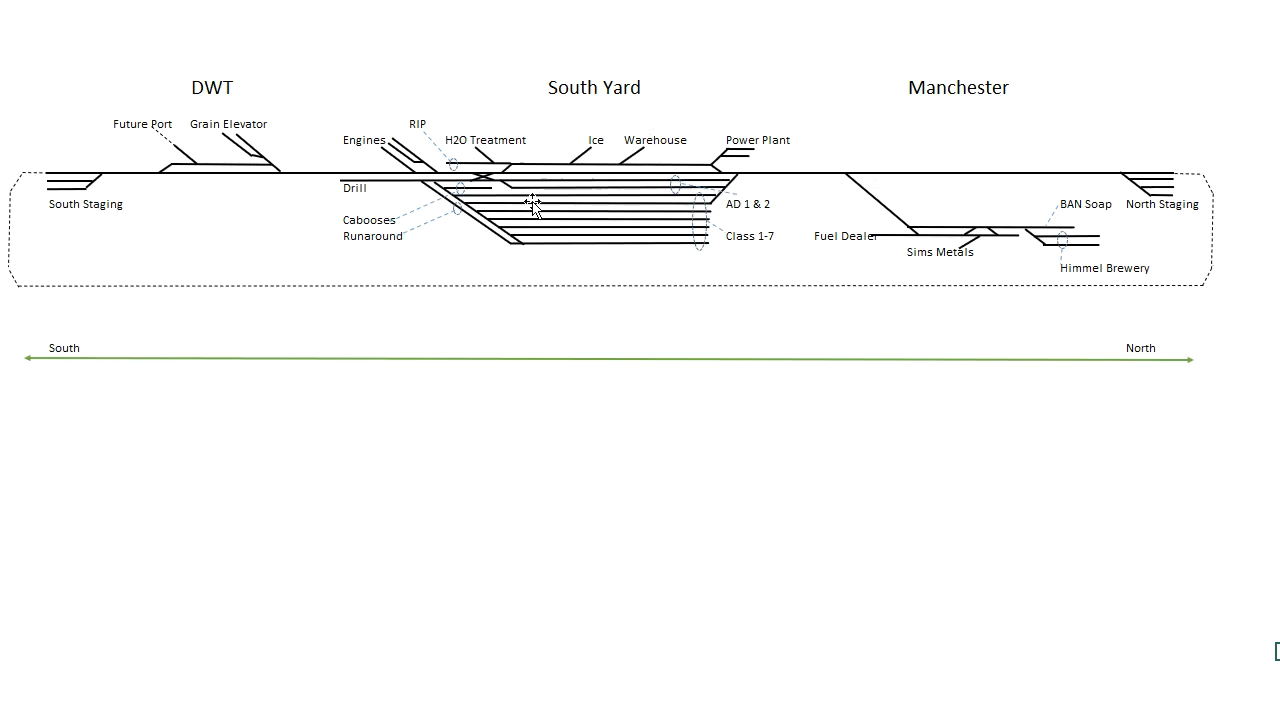 DWT
South Yard
Manchester
Future Port
Grain Elevator
RIP
Engines
H2O Treatment
Ice
Warehouse
Power Plant
Drill
South Staging
AD 1 & 2
BAN Soap
North Staging
Cabooses
Runaround
Class 1-7
Fuel Dealer
Sims Metals
Himmel Brewery
South
North